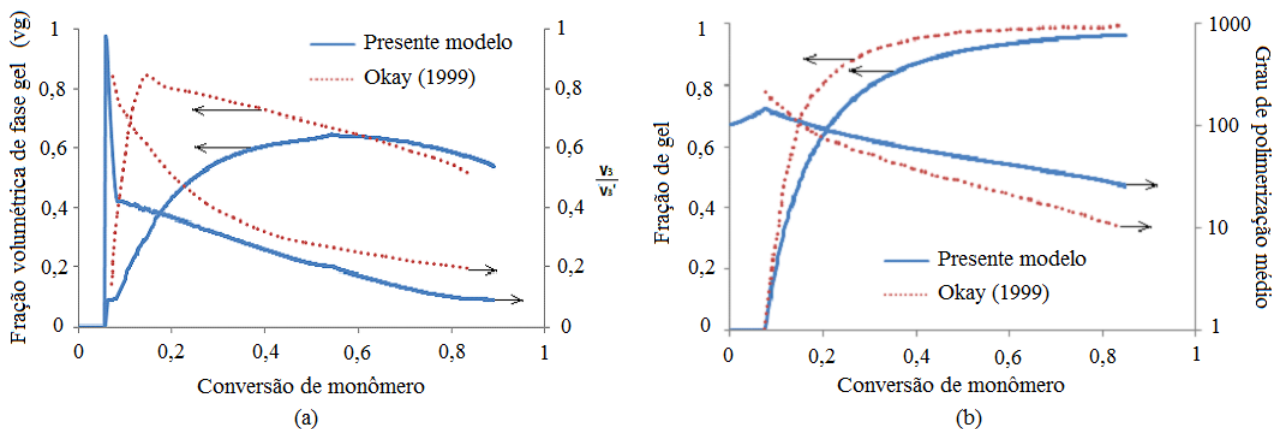 Fração volumétrica de fase gel (vg)
1
0,8
0,6
0,4
0,2
0
Presente modelo
Okay (1999)
1
0,8
0,6
0,4
0,2
0
v₃
v₃'
0
0,2
0,4
0,6
0,8
1
Conversão de monômero
(a)
Fração de gel
1
0,8
0,6
0,4
0,2
0
Presente modelo
Okay (1999)
1000
100
10
1
Grau de polimerização médio
0
0,2
0,4
0,6
0,8
1
Conversão de monômero
(b)